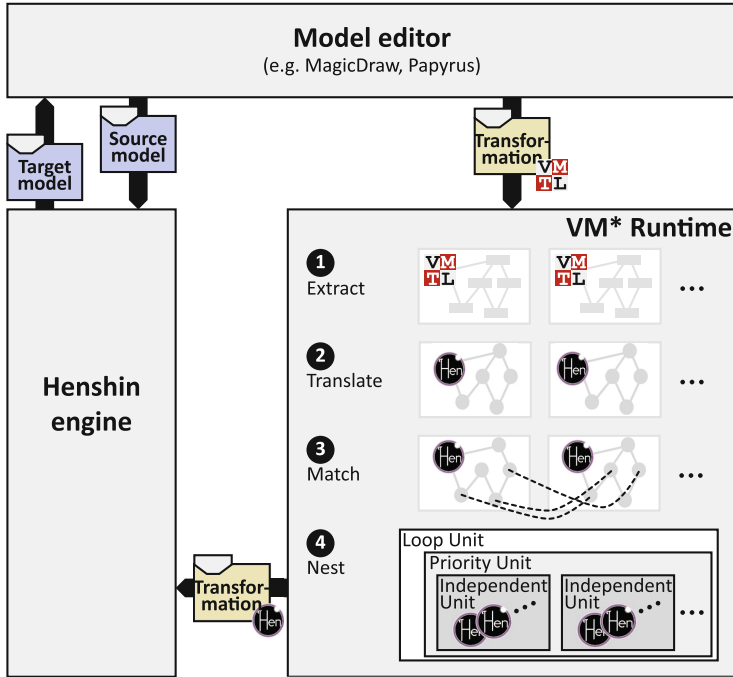 Model editor
(e.g. MagicDraw, Papyrus)
Target
model
Source
model
Transfor-
mation
VM
TL
VM* Runtime
1
Extract
VM
TL
VM
TL
...
2
Translate
Hen
Hen
...
3
Match
Hen
Hen
...
4
Nest
Loop Unit
Priority Unit
Independent
Unit
Hen
Hen
Independent
Unit
Hen
Hen
...
Henshin
engine
Transfor-
mation
Hen